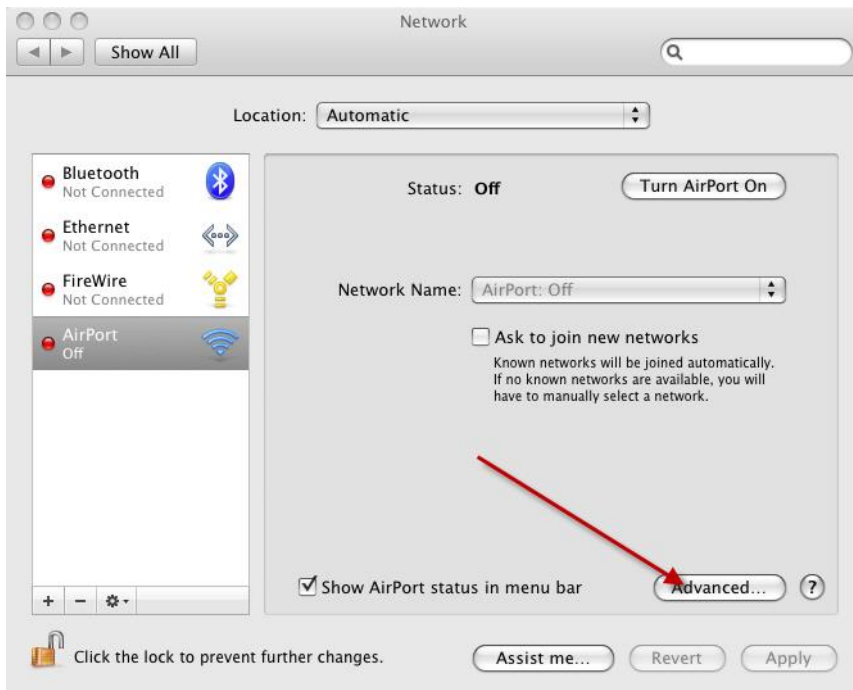 Network
Show All
Location: Automatic
Bluetooth
Not Connected
Ethernet
Not Connected
FireWire
Not Connected
AirPort
Off
Status: Off
Turn AirPort On
Network Name: AirPort: Off
Ask to join new networks
Known networks will be joined automatically.
If no known networks are available, you will
have to manually select a network.
Show AirPort status in menu bar
Advanced...
?
+ −
Click the lock to prevent further changes.
Assist me...
Revert
Apply